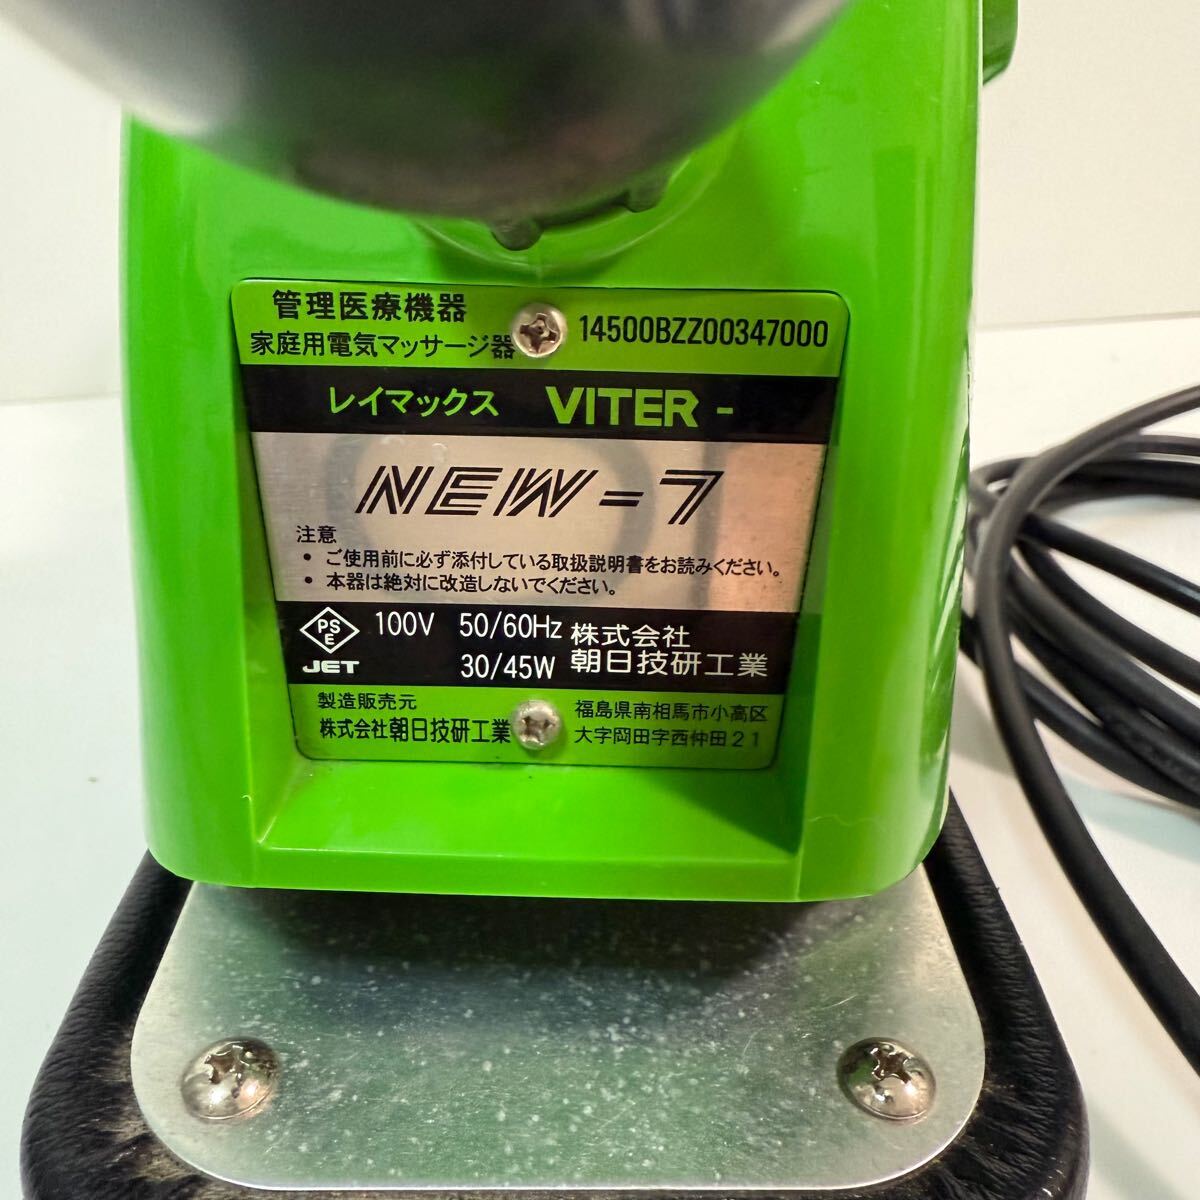 管理医療機器
家庭用電気マッサージ器
14500BZZ00347000
レイマックス VITER -
NEW-7
注意
・ ご使用前に必ず添付している取扱説明書をお読みください。
・ 本器は絶対に改造しないでください。
PSE
JET
100V 50/60Hz
30/45W
株式会社
朝日技研工業
製造販売元
株式会社朝日技研工業
福島県南相馬市小高区
大字岡田字西仲田21